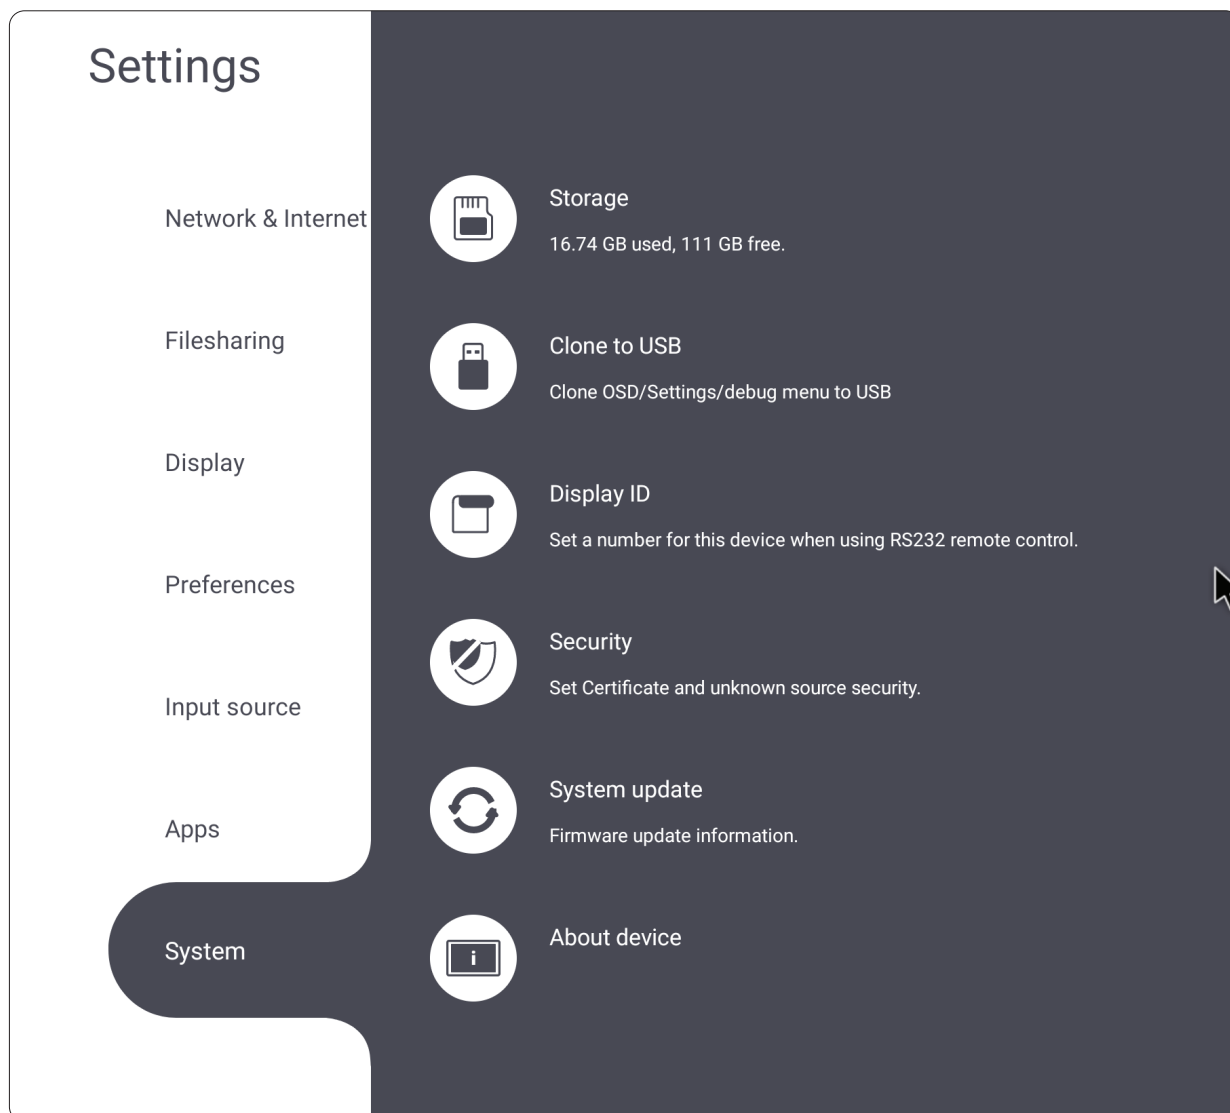 Settings
Network & Internet
Filesharing
Display
Preferences
Input source
Apps
System
Storage
16.74 GB used, 111 GB free.
Clone to USB
Clone OSD/Settings/debug menu to USB
Display ID
Set a number for this device when using RS232 remote control.
Security
Set Certificate and unknown source security.
System update
Firmware update information.
About device
i